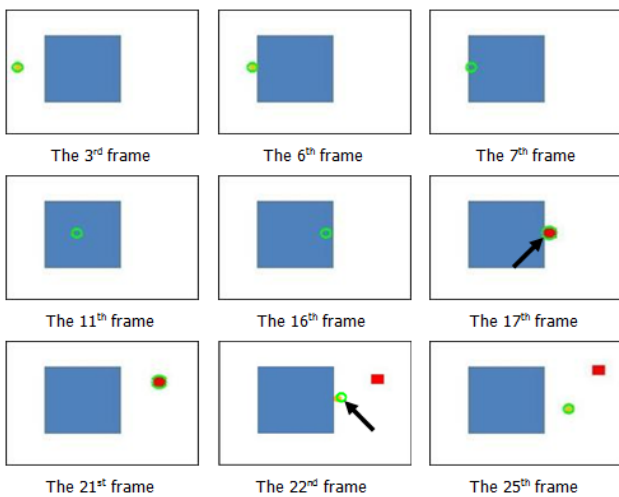 The 3rd frame
The 6th frame
The 7th frame
The 11th frame
The 16th frame
The 17th frame
The 21st frame
The 22nd frame
The 25th frame